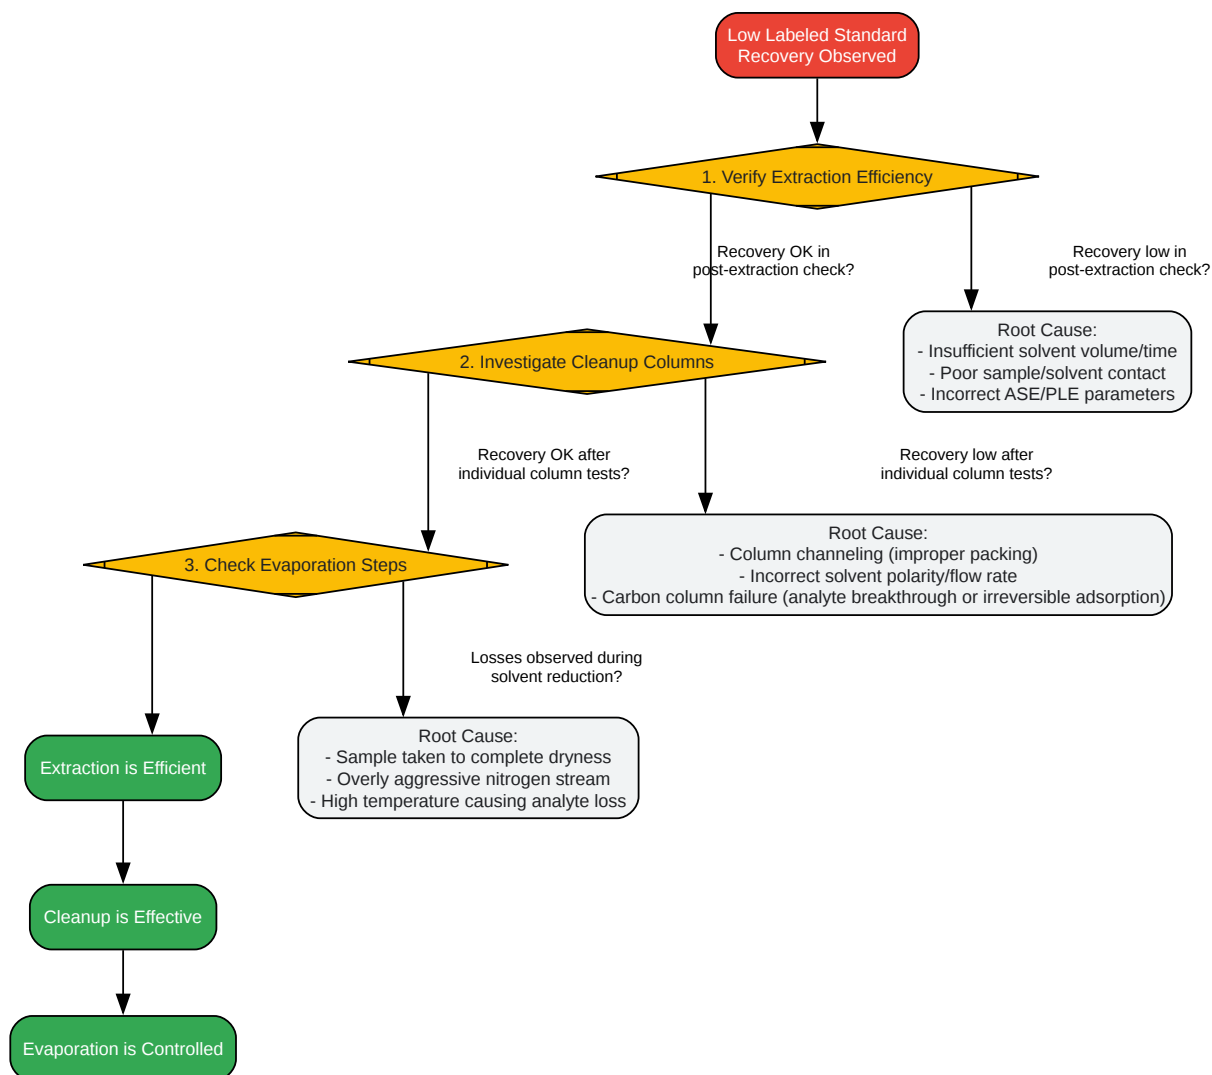 Low Labeled Standard
Recovery Observed
1. Verify Extraction Efficiency
Recovery OK in
post-extraction check?
Recovery low in
post-extraction check?
Root Cause:
- Insufficient solvent volume/time
- Poor sample/solvent contact
- Incorrect ASE/PLE parameters
2. Investigate Cleanup Columns
Recovery OK after
individual column tests?
Recovery low after
individual column tests?
Root Cause:
- Column channeling (improper packing)
- Incorrect solvent polarity/flow rate
- Carbon column failure (analyte breakthrough or irreversible adsorption)
3. Check Evaporation Steps
Losses observed during
solvent reduction?
Root Cause:
- Sample taken to complete dryness
- Overly aggressive nitrogen stream
- High temperature causing analyte loss
Extraction is Efficient
Cleanup is Effective
Evaporation is Controlled